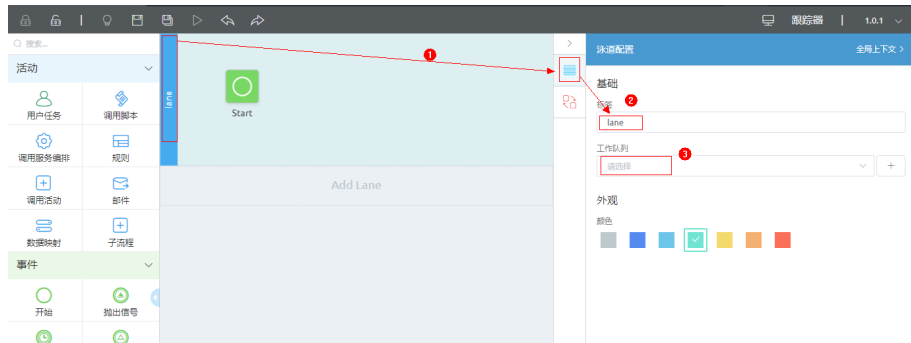 跟踪器
1.0.1
搜索...
活动
用户任务
调用脚本
调用服务编排
规则
调用活动
邮件
数据映射
子流程
事件
开始
抛出信号
lane
Start
Add Lane
1
泳道配置
全局上下文 >
基础
标签
2
lane
工作队列
3
请选择
+
外观
颜色